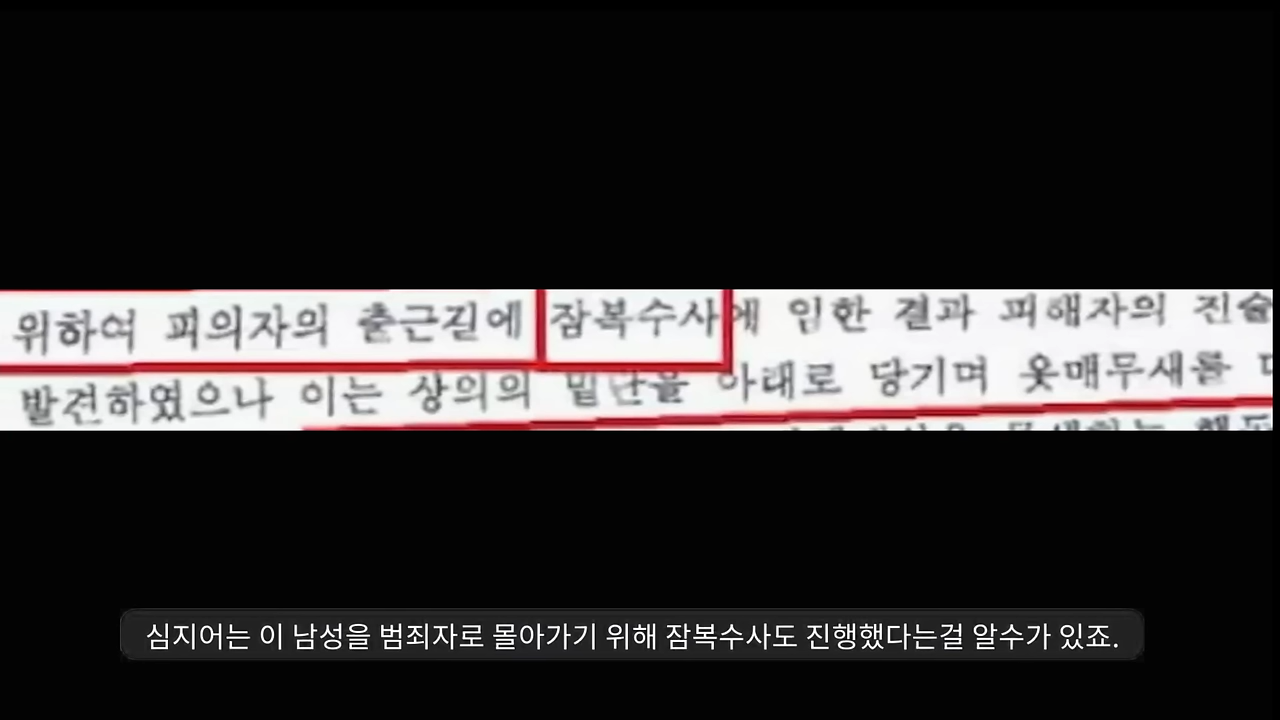 위하여 피의자의 출근길에 잠복수사에 임한 결과 피해자의 진술
발견하였으나 이는 상의의 밑단을 아래로 당기며 옷매무새를
심지어는 이 남성을 범죄자로 몰아가기 위해 잠복수사도 진행했다는걸 알수가 있죠.